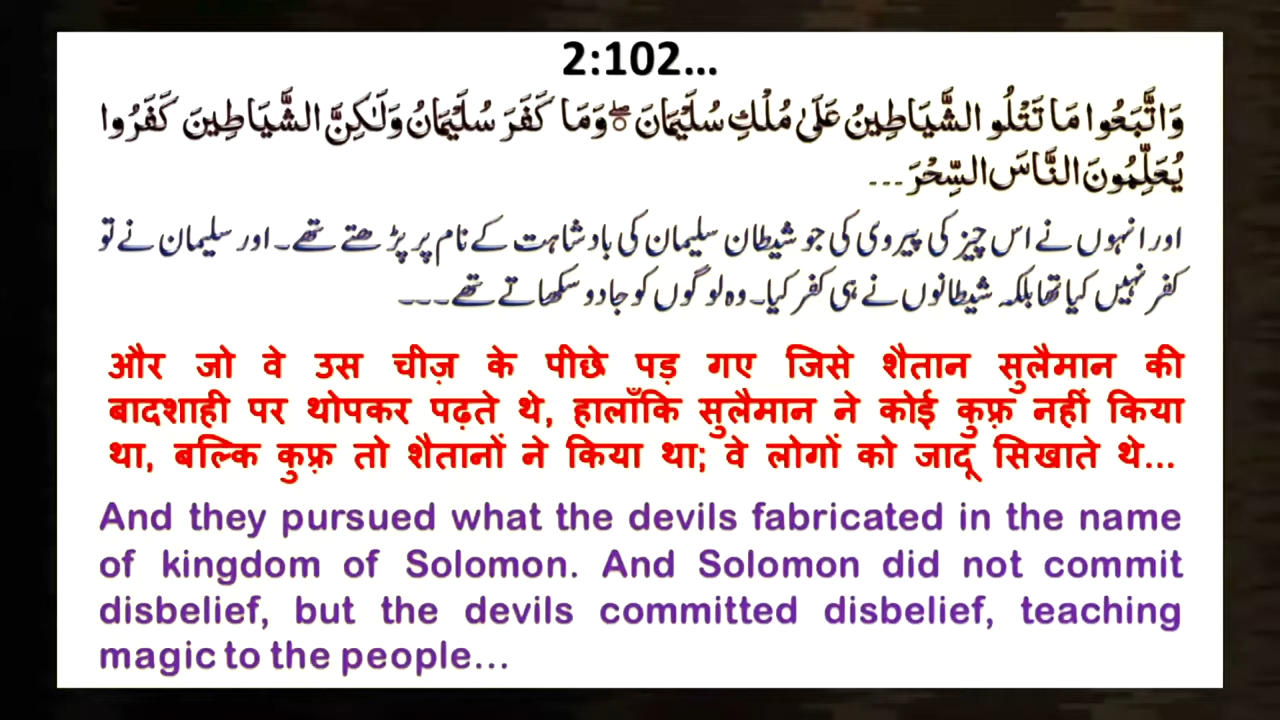 2:102...
وَاتَّبَعُوا مَا تَتْلُو الشَّيَاطِينُ عَلَىٰ مُلْكِ سُلَيْمَانَ ۖ وَمَا كَفَرَ سُلَيْمَانُ وَلَٰكِنَّ الشَّيَاطِينَ كَفَرُوا
يُعَلِّمُونَ النَّاسَ السِّحْرَ...
اور انہوں نے اس چیز کی پیروی کی جو شیطان سلیمان کی بادشاہت کے نام پر پڑھتے تھے۔ اور سلیمان نے تو
کفر نہیں کیا تھا بلکہ شیطانوں نے ہی کفر کیا۔ وہ لوگوں کو جادو سکھاتے تھے۔۔۔
और जो वे उस चीज़ के पीछे पड़ गए जिसे शैतान सुलैमान की
बादशाही पर थोपकर पढ़ते थे, हालाँकि सुलैमान ने कोई कुफ़्र नहीं किया
था, बल्कि कुफ़्र तो शैतानों ने किया था; वे लोगों को जादू सिखाते थे...
And they pursued what the devils fabricated in the name
of kingdom of Solomon. And Solomon did not commit
disbelief, but the devils committed disbelief, teaching
magic to the people...